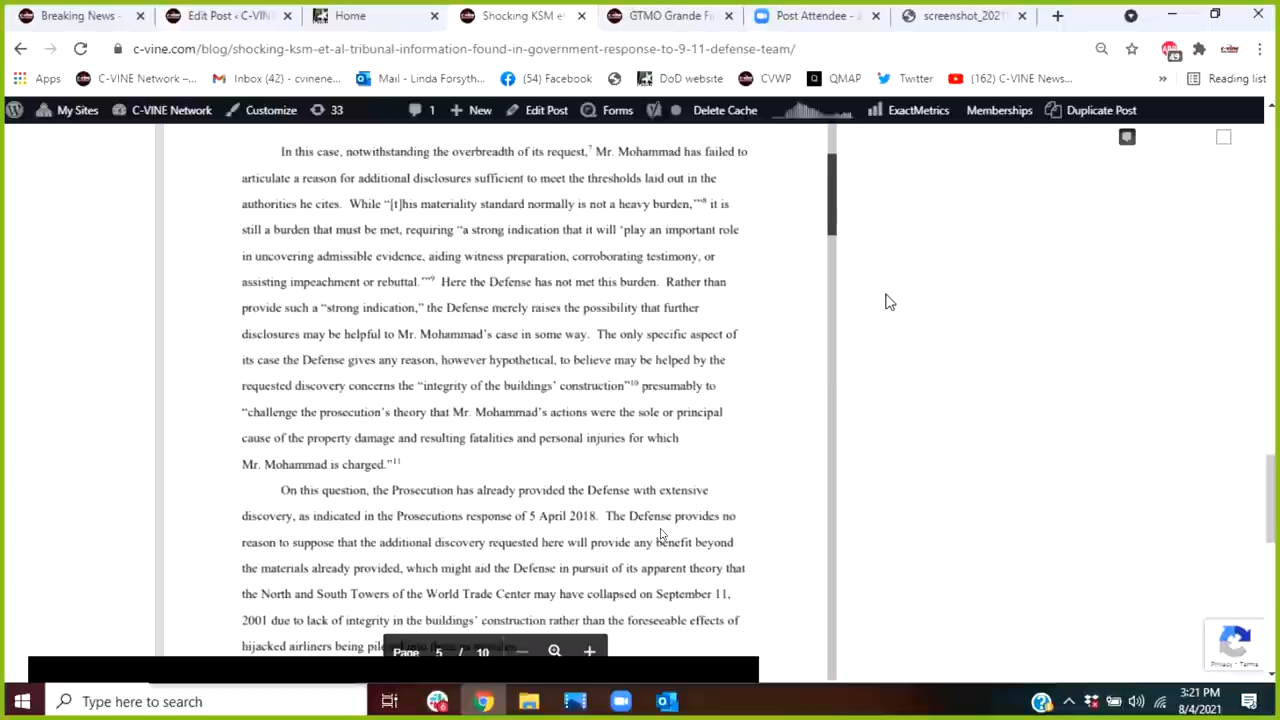 Breaking News -
Edit Post ‹ C-VINE
Home
Shocking KSM et
GTMO Grande F
Post Attendee -
screenshot_2021
c-vine.com/blog/shocking-ksm-et-al-tribunal-information-found-in-government-response-to-9-11-defense-team/
49
Apps
C-VINE Network –...
Inbox (42) - cvinene...
Mail - Linda Forsyth...
(54) Facebook
DoD website
CVWP
QMAP
Twitter
(162) C-VINE News...
»
Reading list
My Sites
C-VINE Network
Customize
33
1
New
Edit Post
Forms
Delete Cache
ExactMetrics
Memberships
Duplicate Post
In this case, notwithstanding the overbreadth of its request,7 Mr. Mohammad has failed to
articulate a reason for additional disclosures sufficient to meet the thresholds laid out in the
authorities he cites. While “[t]his materiality standard normally is not a heavy burden,’”8 it is
still a burden that must be met, requiring “a strong indication that it will ‘play an important role
in uncovering admissible evidence, aiding witness preparation, corroborating testimony, or
assisting impeachment or rebuttal.’”9 Here the Defense has not met this burden. Rather than
provide such a “strong indication,” the Defense merely raises the possibility that further
disclosures may be helpful to Mr. Mohammad’s case in some way. The only specific aspect of
its case the Defense gives any reason, however hypothetical, to believe may be helped by the
requested discovery concerns the “integrity of the buildings’ construction”10 presumably to
“challenge the prosecution’s theory that Mr. Mohammad’s actions were the sole or principal
cause of the property damage and resulting fatalities and personal injuries for which
Mr. Mohammad is charged.”11
On this question, the Prosecution has already provided the Defense with extensive
discovery, as indicated in the Prosecutions response of 5 April 2018. The Defense provides no
reason to suppose that the additional discovery requested here will provide any benefit beyond
the materials already provided, which might aid the Defense in pursuit of its apparent theory that
the North and South Towers of the World Trade Center may have collapsed on September 11,
2001 due to lack of integrity in the buildings’ construction rather than the foreseeable effects of
hijacked airliners being
Page 5 / 10
Privacy - Terms
Type here to search
3:21 PM
8/4/2021